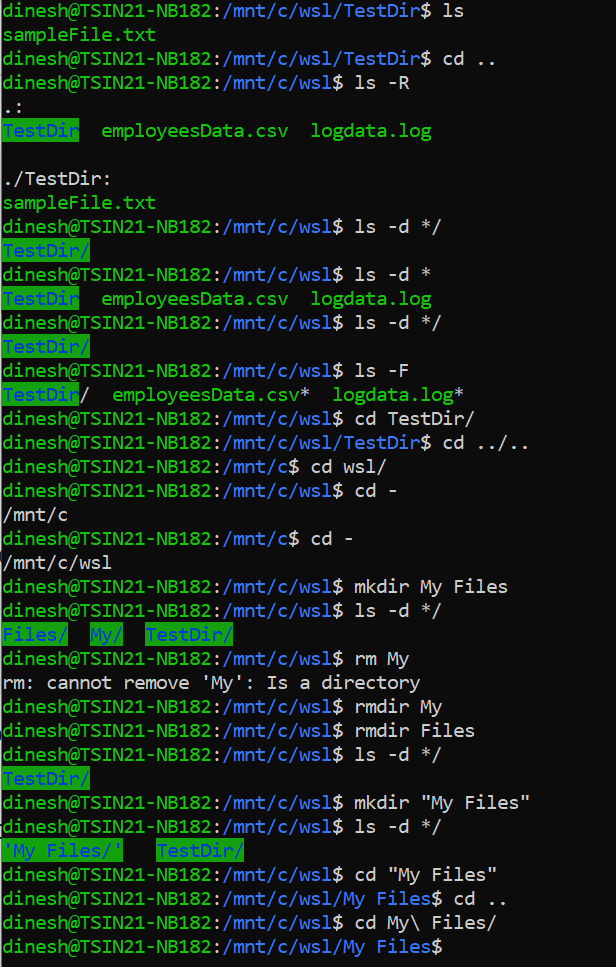 dinesh@TSIN21-NB182:/mnt/c/wsl/TestDir$ ls
sampleFile.txt
dinesh@TSIN21-NB182:/mnt/c/wsl/TestDir$ cd ..
dinesh@TSIN21-NB182:/mnt/c/wsl$ ls -R
.:
TestDir  employeesData.csv  logdata.log

./TestDir:
sampleFile.txt
dinesh@TSIN21-NB182:/mnt/c/wsl$ ls -d */
TestDir/
dinesh@TSIN21-NB182:/mnt/c/wsl$ ls -d *
TestDir  employeesData.csv  logdata.log
dinesh@TSIN21-NB182:/mnt/c/wsl$ ls -d */
TestDir/
dinesh@TSIN21-NB182:/mnt/c/wsl$ ls -F
TestDir/  employeesData.csv*  logdata.log*
dinesh@TSIN21-NB182:/mnt/c/wsl$ cd TestDir/
dinesh@TSIN21-NB182:/mnt/c/wsl/TestDir$ cd ../..
dinesh@TSIN21-NB182:/mnt/c$ cd wsl/
dinesh@TSIN21-NB182:/mnt/c/wsl$ cd -
/mnt/c
dinesh@TSIN21-NB182:/mnt/c$ cd -
/mnt/c/wsl
dinesh@TSIN21-NB182:/mnt/c/wsl$ mkdir My Files
dinesh@TSIN21-NB182:/mnt/c/wsl$ ls -d */
Files/  My/  TestDir/
dinesh@TSIN21-NB182:/mnt/c/wsl$ rm My
rm: cannot remove 'My': Is a directory
dinesh@TSIN21-NB182:/mnt/c/wsl$ rmdir My
dinesh@TSIN21-NB182:/mnt/c/wsl$ rmdir Files
dinesh@TSIN21-NB182:/mnt/c/wsl$ ls -d */
TestDir/
dinesh@TSIN21-NB182:/mnt/c/wsl$ mkdir "My Files"
dinesh@TSIN21-NB182:/mnt/c/wsl$ ls -d */
'My Files/'   TestDir/
dinesh@TSIN21-NB182:/mnt/c/wsl$ cd "My Files"
dinesh@TSIN21-NB182:/mnt/c/wsl/My Files$ cd ..
dinesh@TSIN21-NB182:/mnt/c/wsl$ cd My\ Files/
dinesh@TSIN21-NB182:/mnt/c/wsl/My Files$